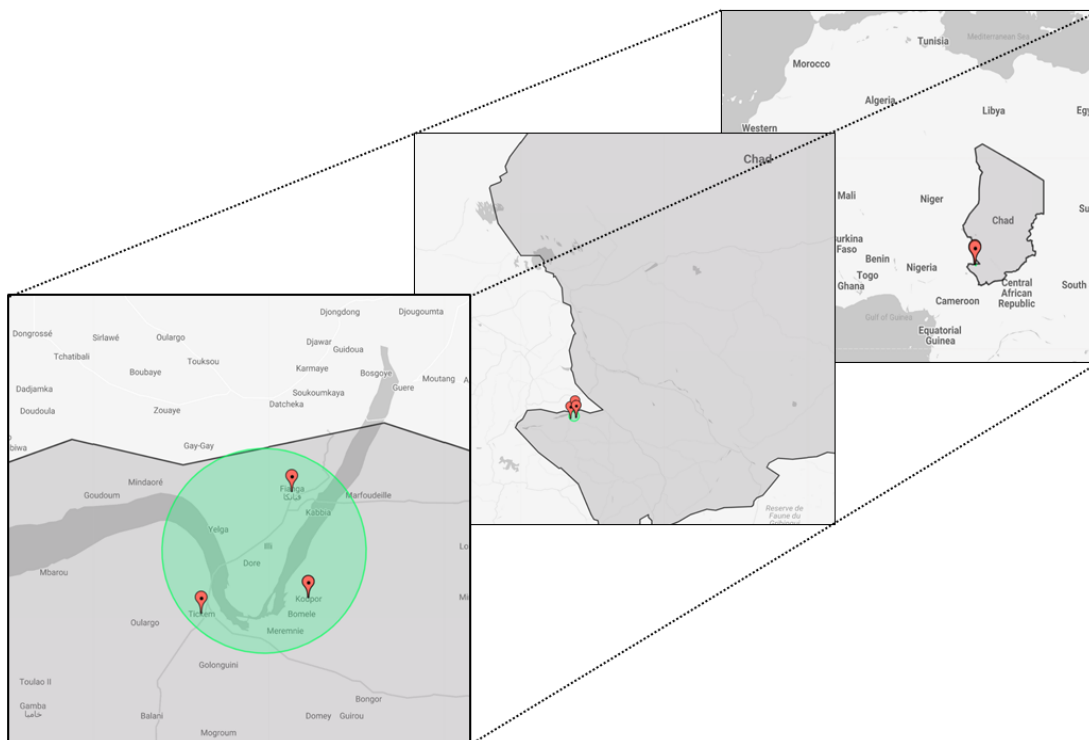 Mediterranean Sea
Tunisia
Morocco
Algeria
Libya
Western
Mali
Niger
Chad
Benin
Togo
Ghana
Nigeria
Cameroon
Central
African
Republic
South
Gulf of Guinea
Equatorial
Guinea
Faso
Chad
Reserve de
Faune du
Djongdong
Djougoumta
Dongrossé
Sirlawé
Oulargo
Djawar
Guidoua
Tchatibali
Touksou
Karmaye
Bosgoye
Moutang
Boubaye
Guere
Dadjamka
Soukoumkaya
Doudoula
Zouaye
Datcheka
Gay-Gay
Mindaoré
Goudoum
Fianga
Marfoudeille
Kabbia
Yelga
Illi
Dore
Mbarou
Tikem
Koupor
Bomele
Oulargo
Meremnie
Golonguini
Toulao II
Gamba
Bongor
Balani
Domey
Guirou
Mogroum